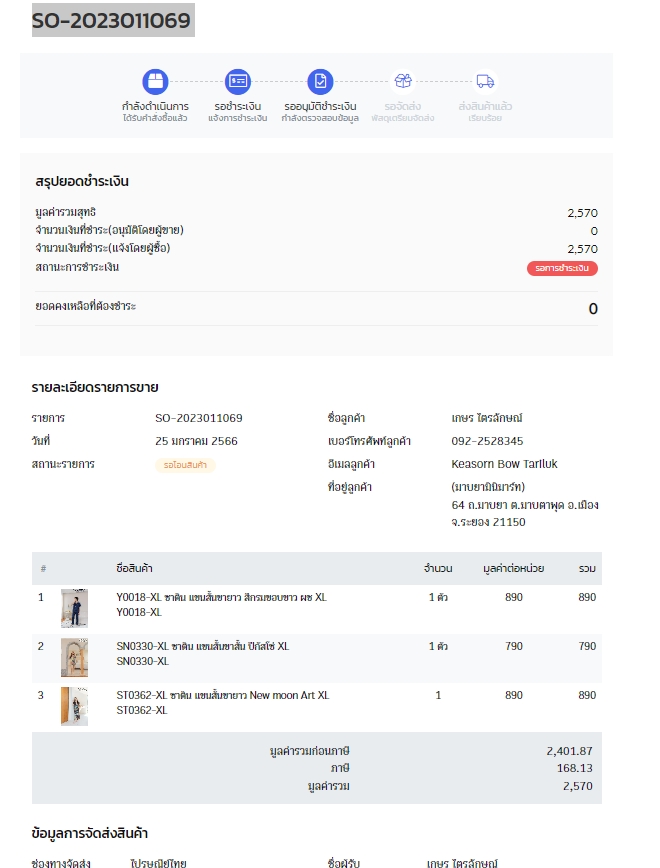 SO-2023011069
กำลังดำเนินการ
ได้รับคำสั่งซื้อแล้ว
รอชำระเงิน
แจ้งการชำระเงิน
รออนุมัติชำระเงิน
กำลังตรวจสอบข้อมูล
รอจัดส่ง
พัสดุเตรียมจัดส่ง
ส่งสินค้าแล้ว
เรียบร้อย
สรุปยอดชำระเงิน
มูลค่ารวมสุทธิ 2,570
จำนวนเงินที่ชำระ(อนุมัติโดยผู้ขาย) 0
จำนวนเงินที่ชำระ(แจ้งโดยผู้ซื้อ) 2,570
สถานะการชำระเงิน รอการชำระเงิน
ยอดคงเหลือที่ต้องชำระ 0
รายละเอียดรายการขาย
รายการ SO-2023011069
วันที่ 25 มกราคม 2566
สถานะรายการ รอโอนสินค้า
ชื่อลูกค้า เกษร ไตรลักษณ์
เบอร์โทรศัพท์ลูกค้า 092-2528345
อีเมลลูกค้า Keasorn Bow Tariluk
ที่อยู่ลูกค้า (มาบยามินิมาร์ท)
64 ถ.มาบยา ต.มาบตาพุด อ.เมือง
จ.ระยอง 21150
# ชื่อสินค้า จำนวน มูลค่าต่อหน่วย รวม
1 Y0018-XL ซาติน แขนสั้นขายาว สีกรมขอบขาว ผช XL 1 ตัว 890 890
Y0018-XL
2 SN0330-XL ซาติน แขนสั้นขาสั้น ปีกัสโซ่ XL 1 ตัว 790 790
SN0330-XL
3 ST0362-XL ซาติน แขนสั้นขายาว New moon Art XL 1 890 890
ST0362-XL
มูลค่ารวมก่อนภาษี 2,401.87
ภาษี 168.13
มูลค่ารวม 2,570
ข้อมูลการจัดส่งสินค้า
ช่องทางจัดส่ง ไปรษณีย์ไทย ชื่อผู้รับ เกษร ไตรลักษณ์